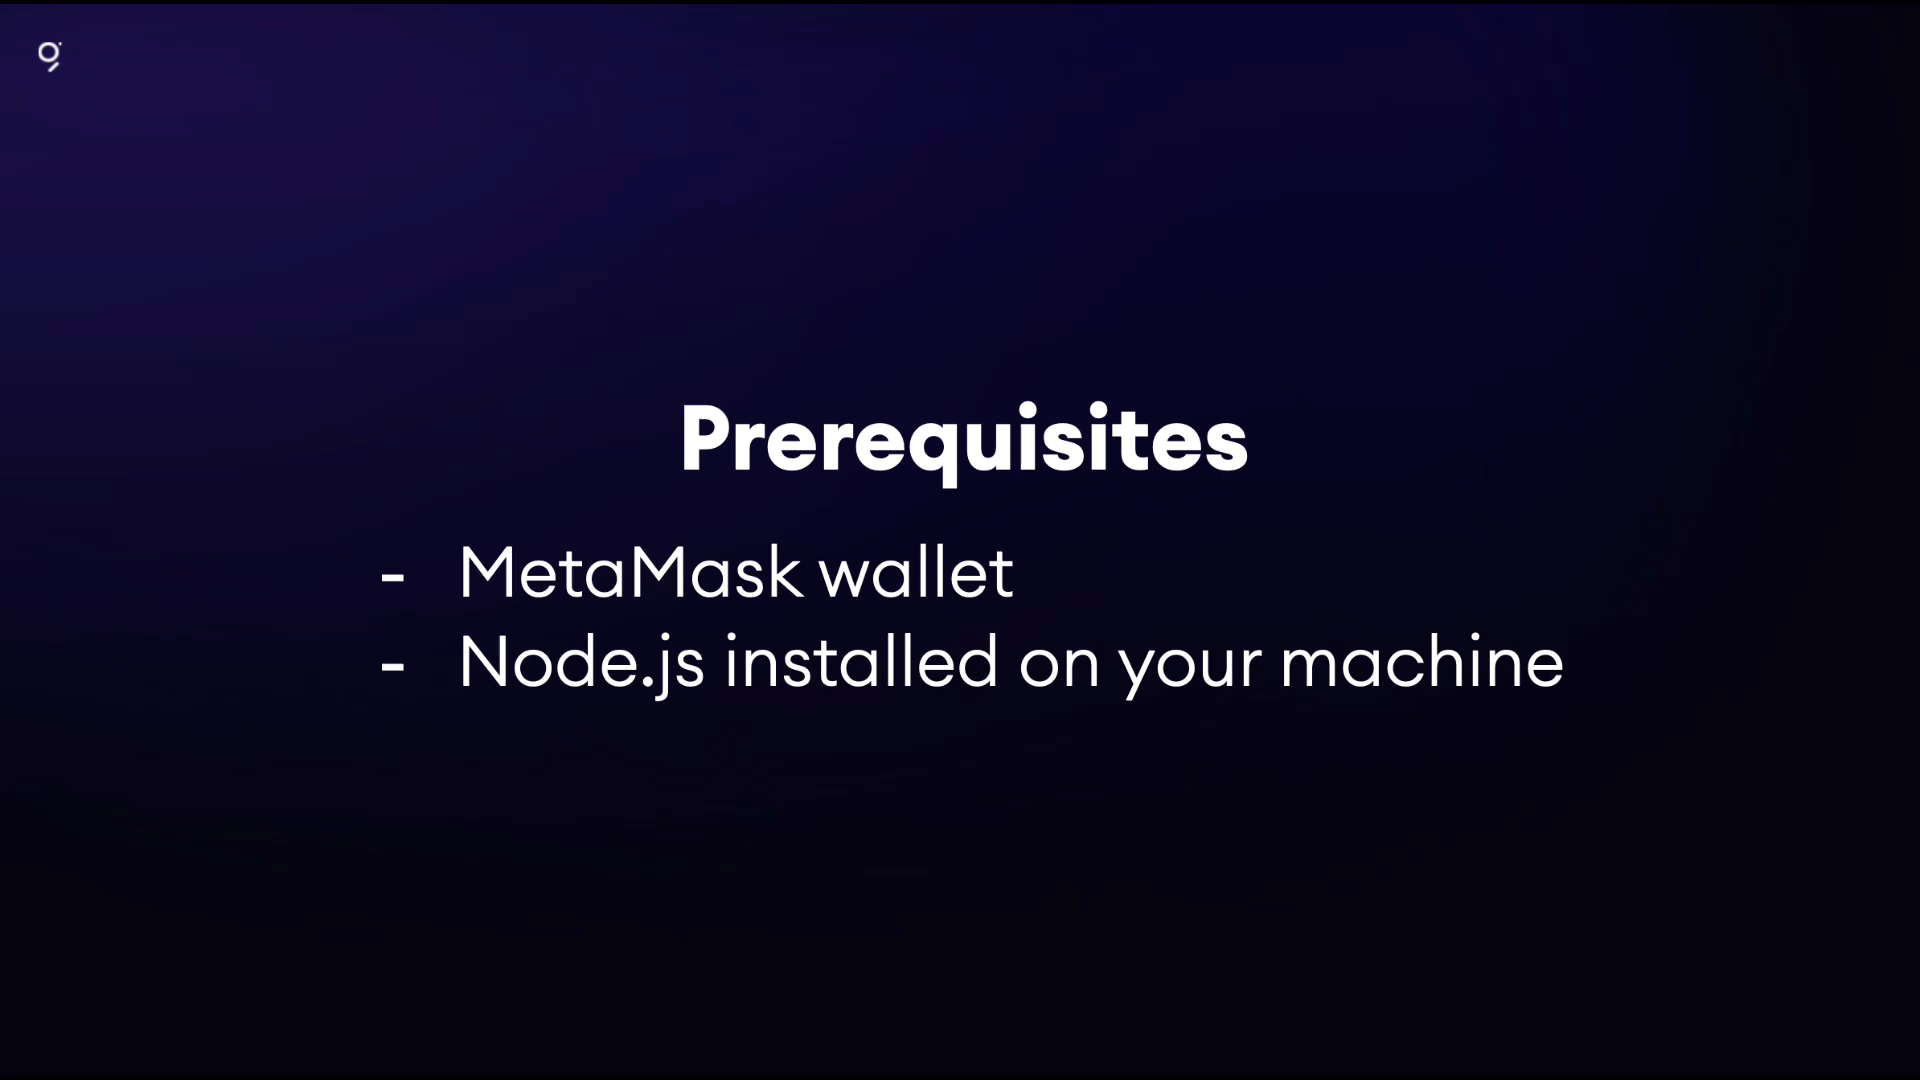 Prerequisites
- MetaMask wallet
- Node.js installed on your machine